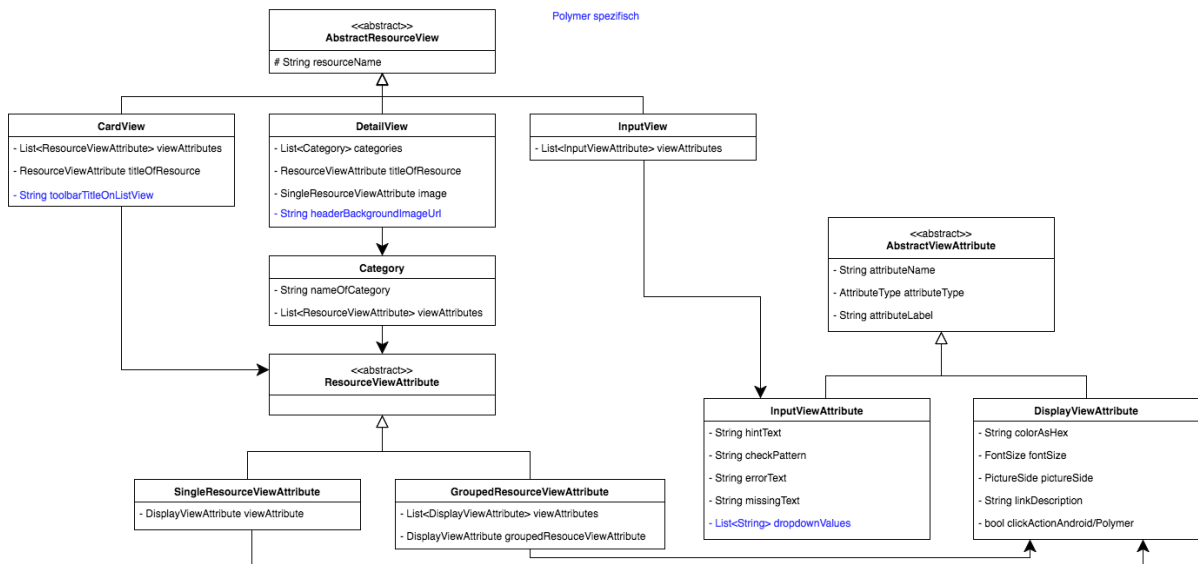 Polymer spezifisch
<<abstract>>
AbstractResourceView
# String resourceName
CardView
- List<ResourceViewAttribute> viewAttributes
- ResourceViewAttribute titleOfResource
- String toolbarTitleOnListView
DetailView
- List<Category> categories
- ResourceViewAttribute titleOfResource
- SingleResourceViewAttribute image
- String headerBackgroundImageUrl
InputView
- List<InputViewAttribute> viewAttributes
<<abstract>>
AbstractViewAttribute
- String attributeName
- AttributeType attributeType
- String attributeLabel
Category
- String nameOfCategory
- List<ResourceViewAttribute> viewAttributes
<<abstract>>
ResourceViewAttribute
InputViewAttribute
- String hintText
- String checkPattern
- String errorText
- String missingText
- List<String> dropdownValues
DisplayViewAttribute
- String colorAsHex
- FontSize fontSize
- PictureSide pictureSide
- String linkDescription
- bool clickActionAndroid/Polymer
SingleResourceViewAttribute
- DisplayViewAttribute viewAttribute
GroupedResourceViewAttribute
- List<DisplayViewAttribute> viewAttributes
- DisplayViewAttribute groupedResouceViewAttribute